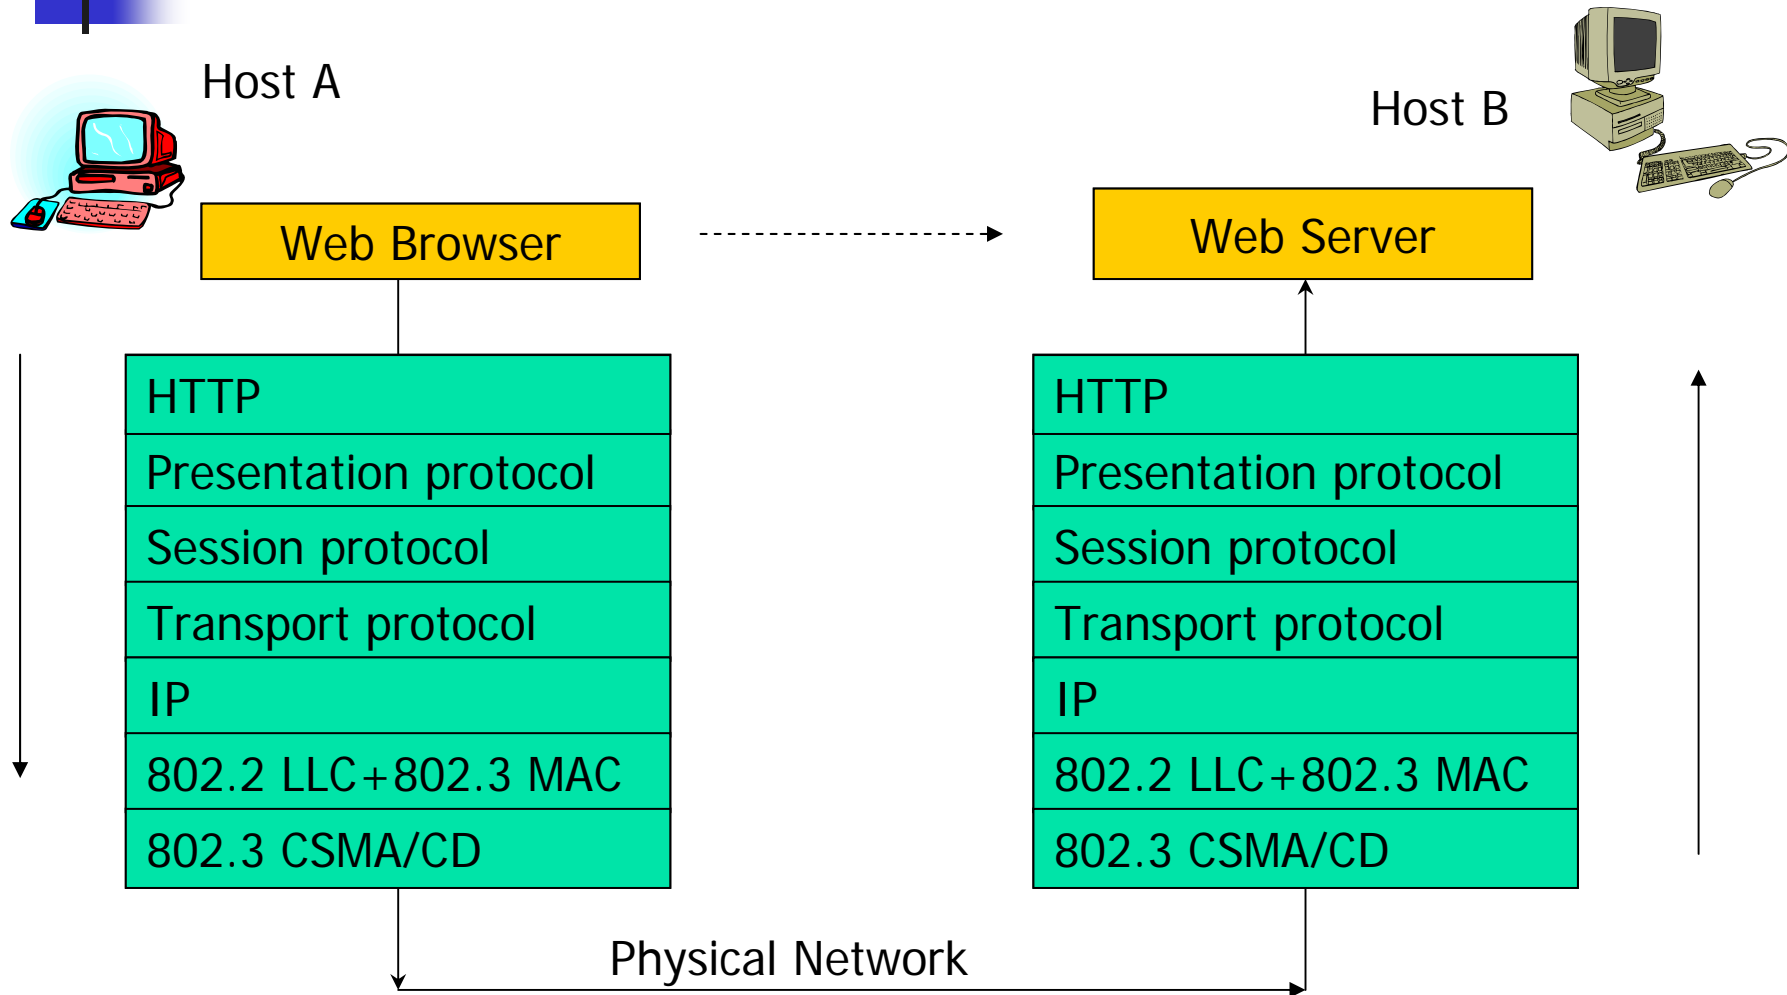 Host A
Host B
Web Browser
Web Server
HTTP
Presentation protocol
Session protocol
Transport protocol
IP
802.2 LLC+802.3 MAC
802.3 CSMA/CD
HTTP
Presentation protocol
Session protocol
Transport protocol
IP
802.2 LLC+802.3 MAC
802.3 CSMA/CD
Physical Network